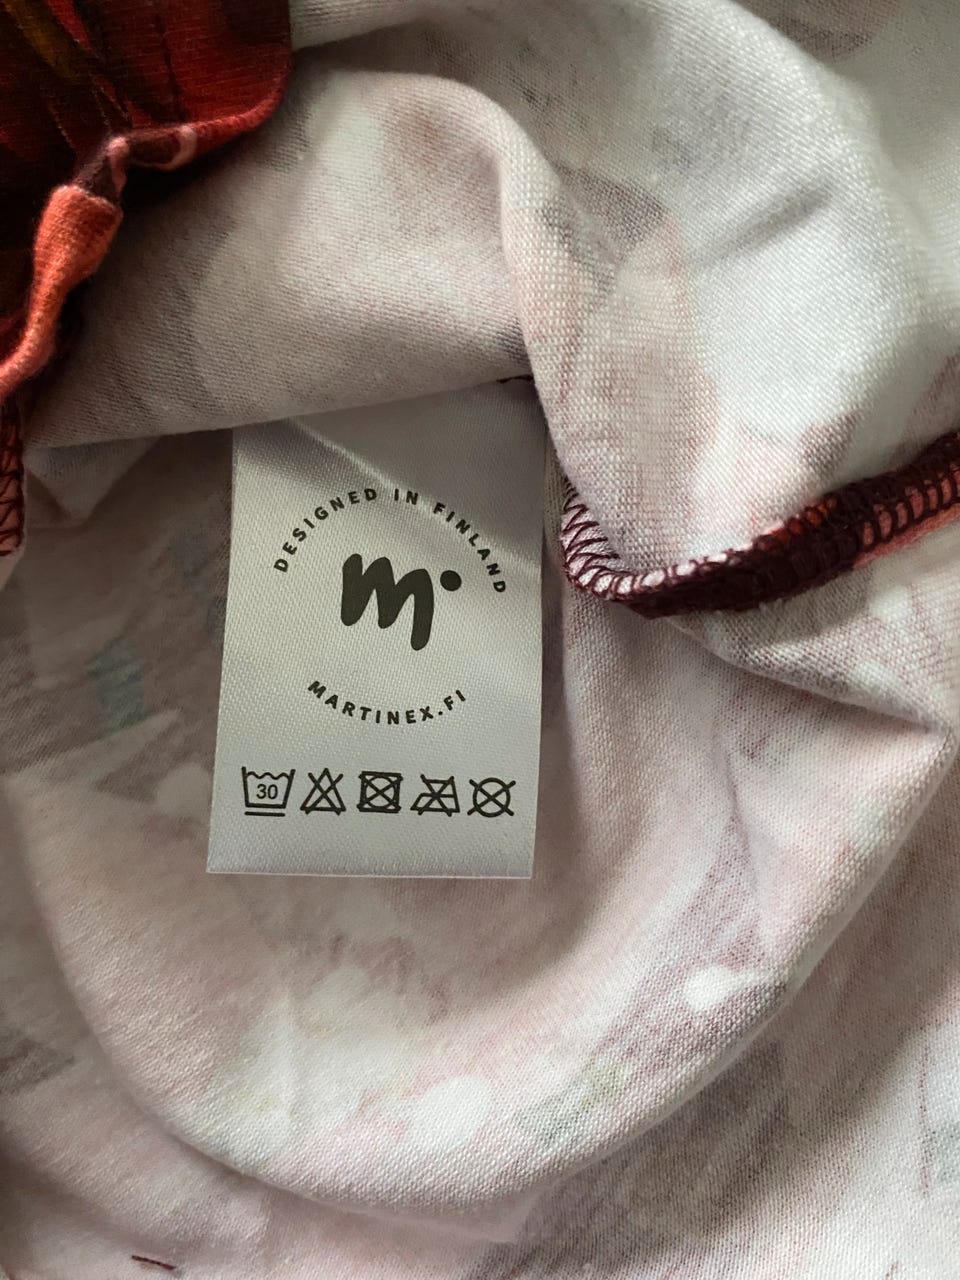 DESIGNED IN FINLAND
m
MARTINEX.FI
30